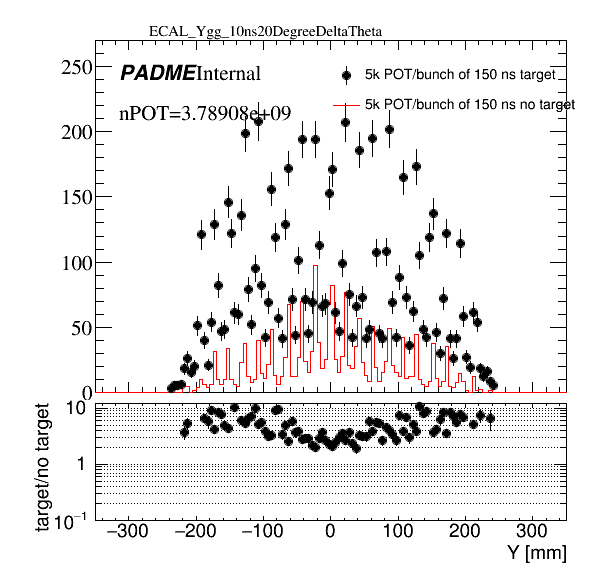 ECAL_Ygg_10ns20DegreeDeltaTheta
250
PADME Internal
5k POT/bunch of 150 ns target
nPOT=3.78908e+09
5k POT/bunch of 150 ns no target
200
150
100
50
0
target/no target
10
1
10⁻¹
−300 −200 −100 0 100 200 300
Y [mm]